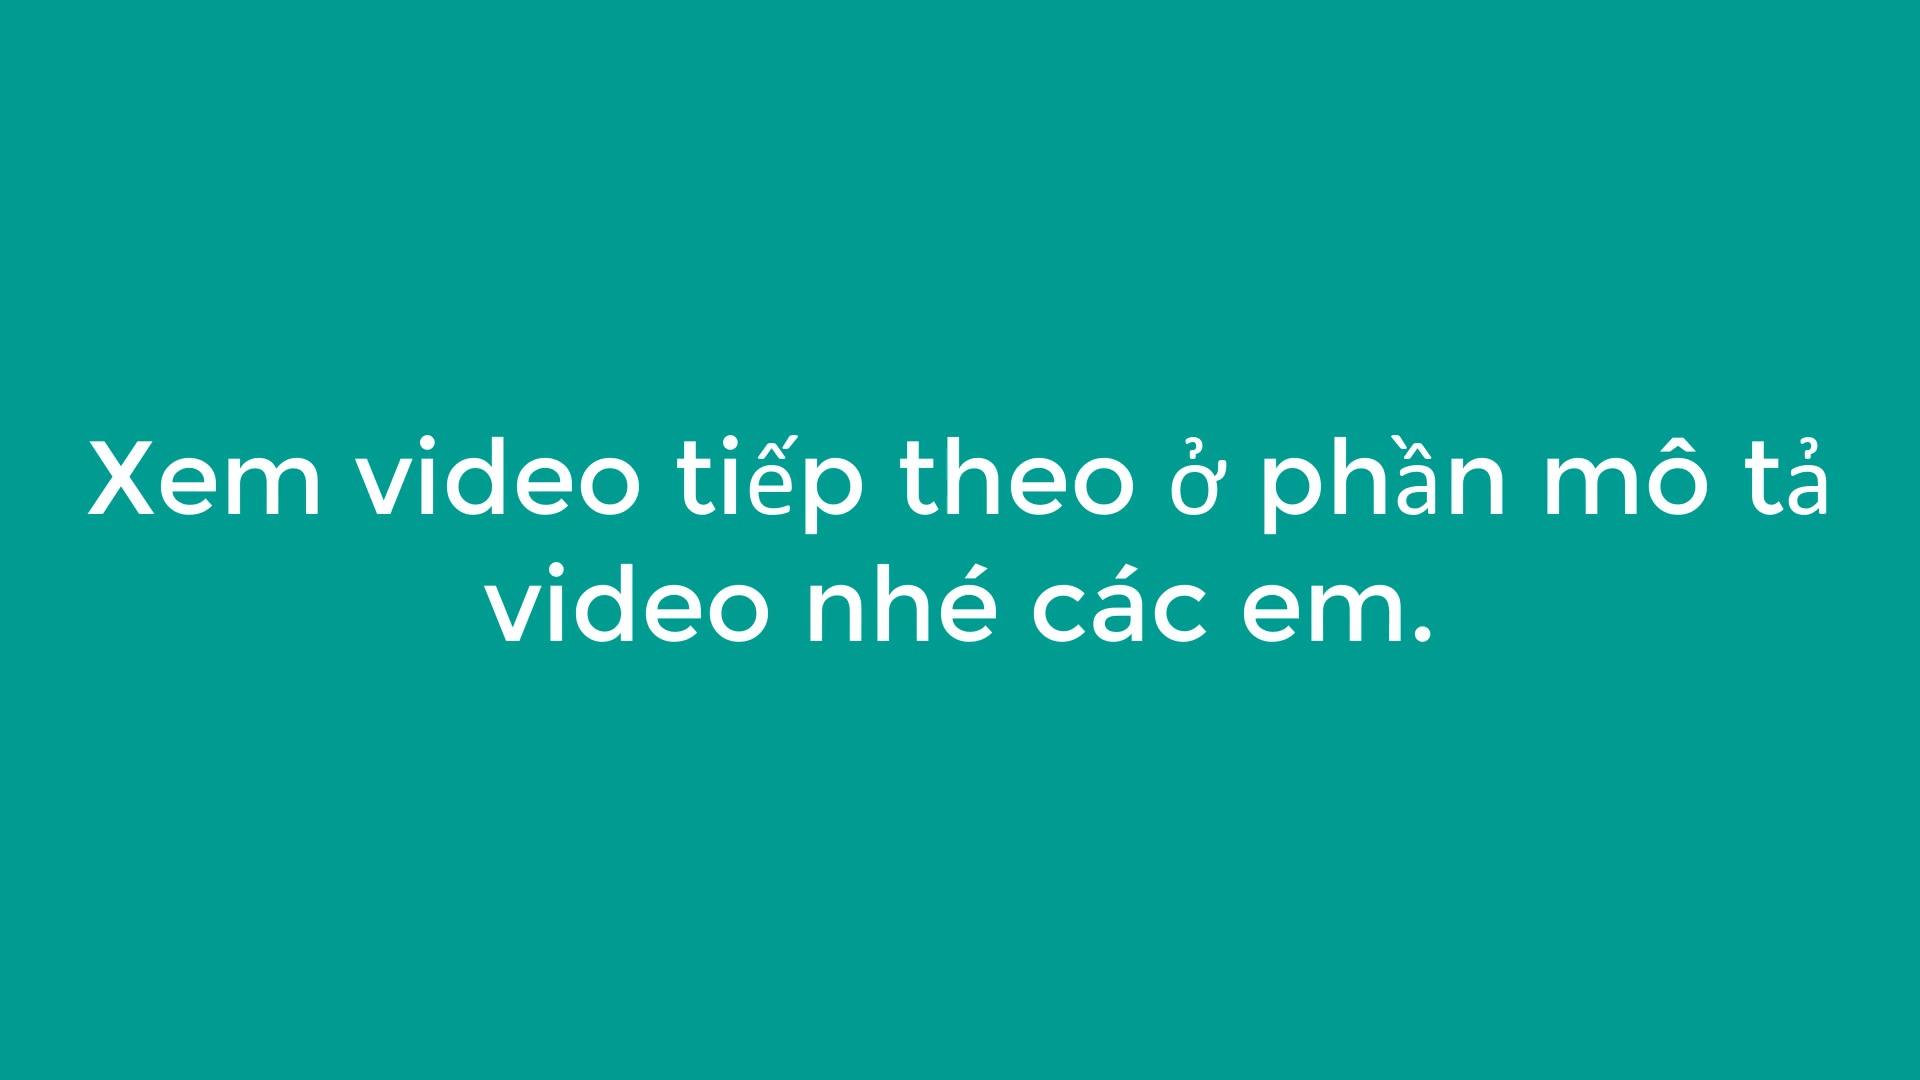 Xem video tiếp theo ở phần mô tả
video nhé các em.